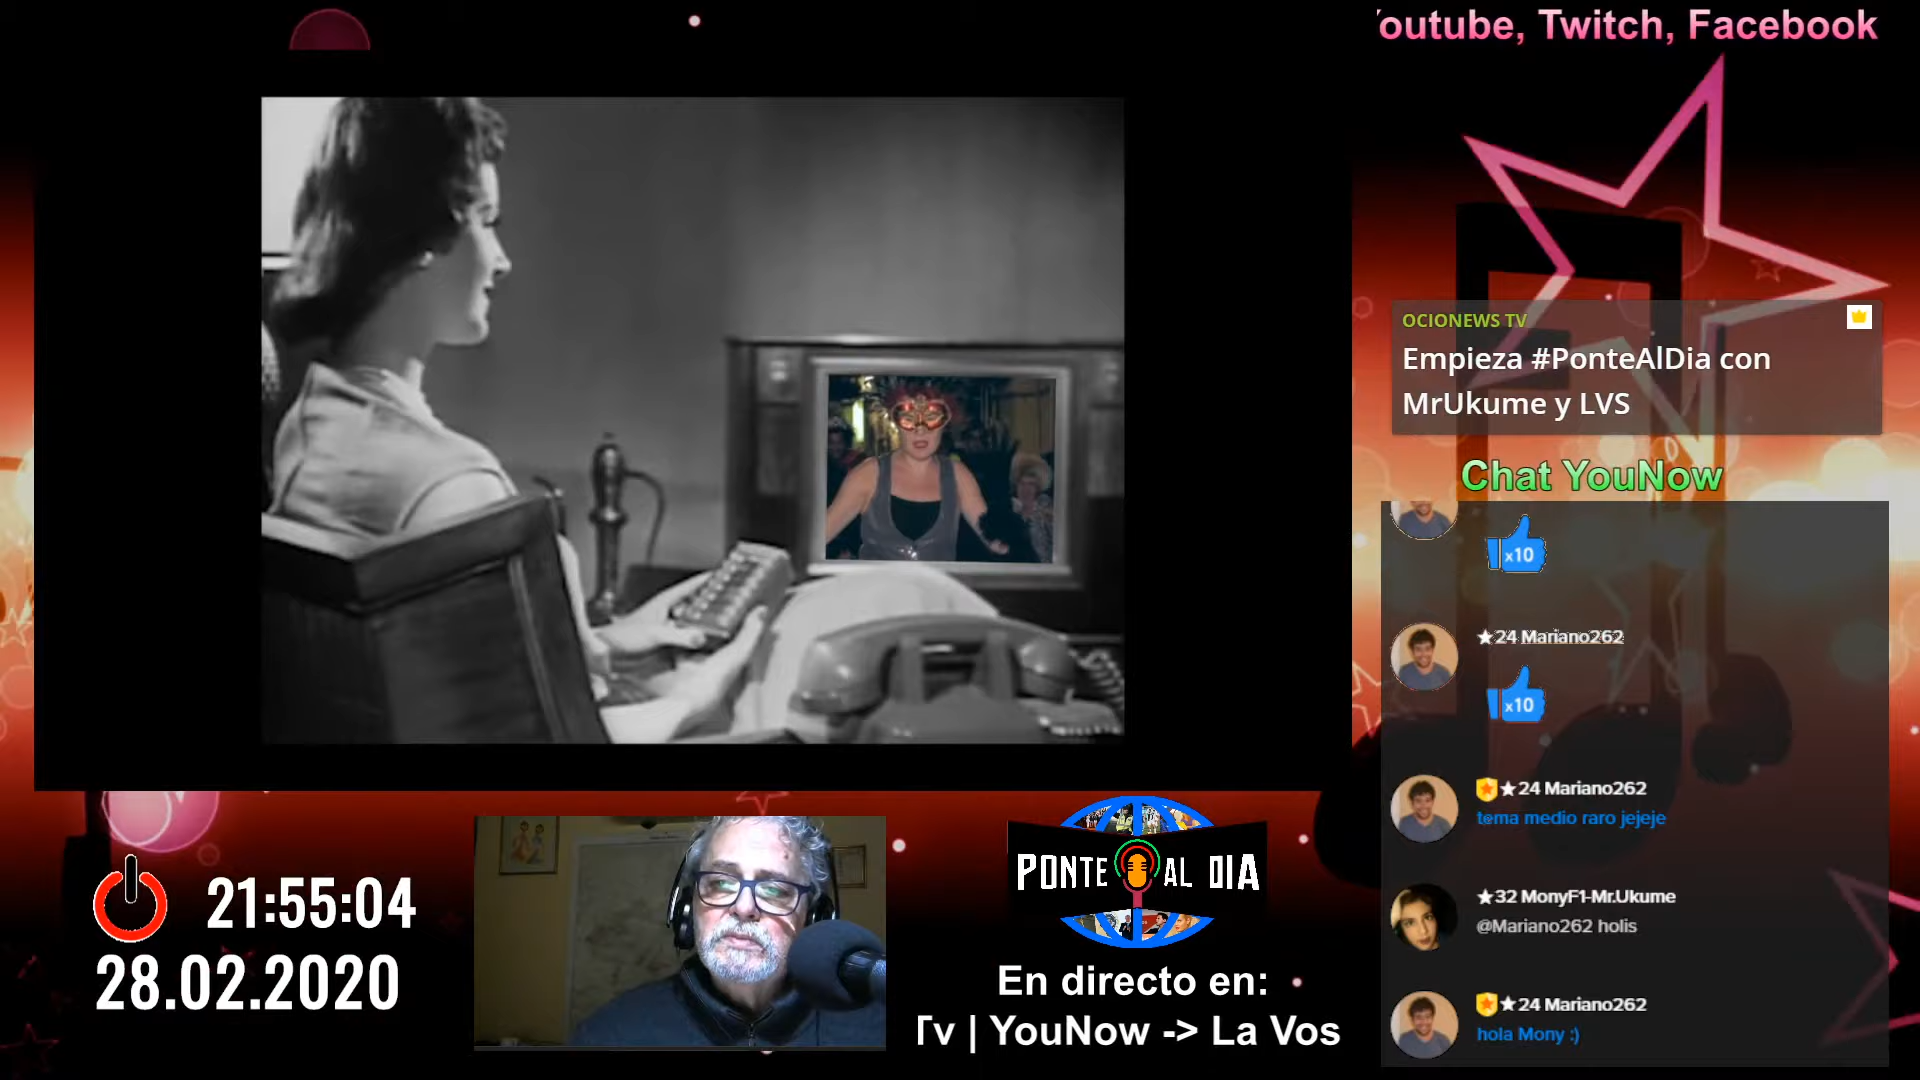 outube, Twitch, Facebook
OCIONEWS TV
Empieza #PonteAlDia con
MrUkume y LVS
Chat YouNow
x10
★24 Mariano262
x10
★24 Mariano262
tema medio raro jejeje
★32 MonyF1-Mr.Ukume
@Mariano262 holis
★24 Mariano262
hola Mony :)
21:55:04
28.02.2020
PONTE AL DIA
En directo en:
Tv | YouNow -> La Vos